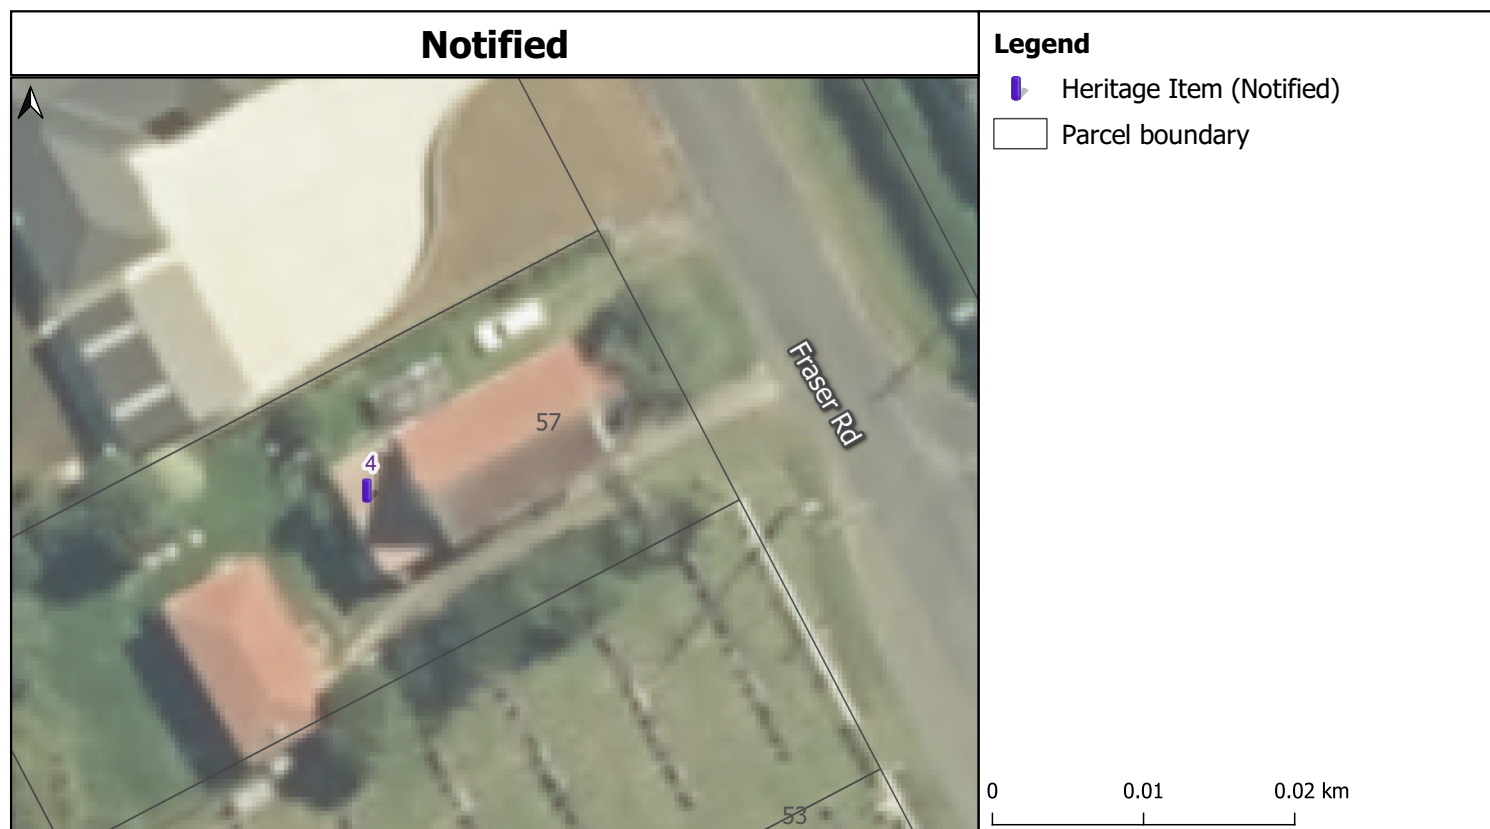 Notified
Legend
Heritage Item (Notified)
Parcel boundary
57
Fraser Rd
4
53
0 0.01 0.02 km